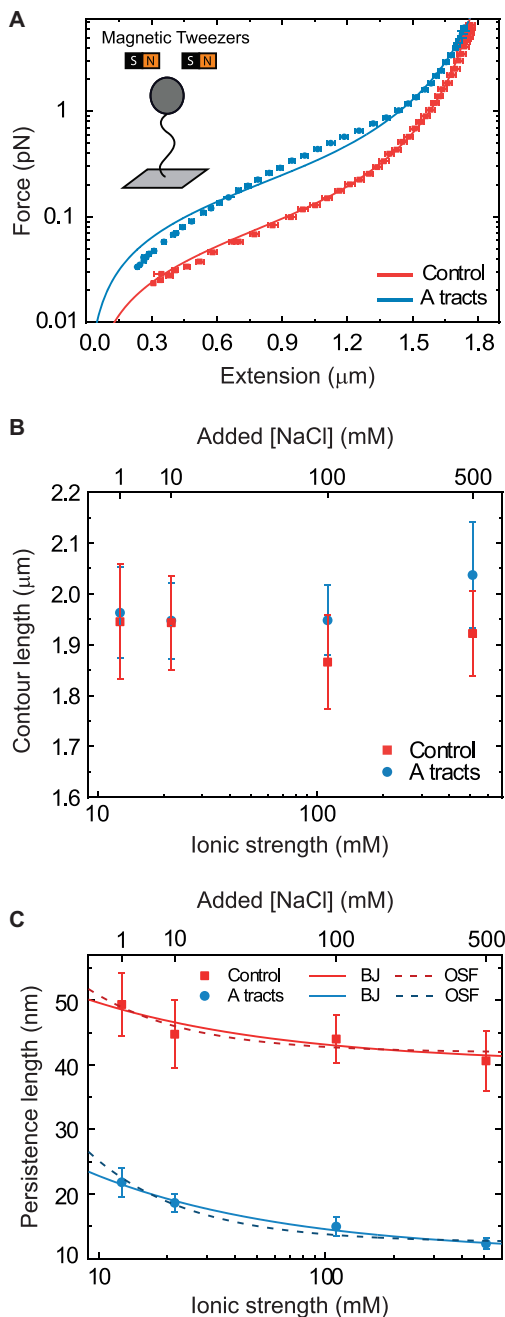 A
Magnetic Tweezers
S N S N
Force (pN)
1
0.1
0.01
Control
A tracts
0.0 0.3 0.6 0.9 1.2 1.5 1.8
Extension (μm)
B
Added [NaCl] (mM)
1 10 100 500
Contour length (μm)
2.2
2.1
2.0
1.9
1.8
1.7
1.6
Control
A tracts
10 100
Ionic strength (mM)
C
Added [NaCl] (mM)
1 10 100 500
Persistence length (nm)
Control BJ OSF
A tracts BJ OSF
50
40
30
20
10
10 100
Ionic strength (mM)